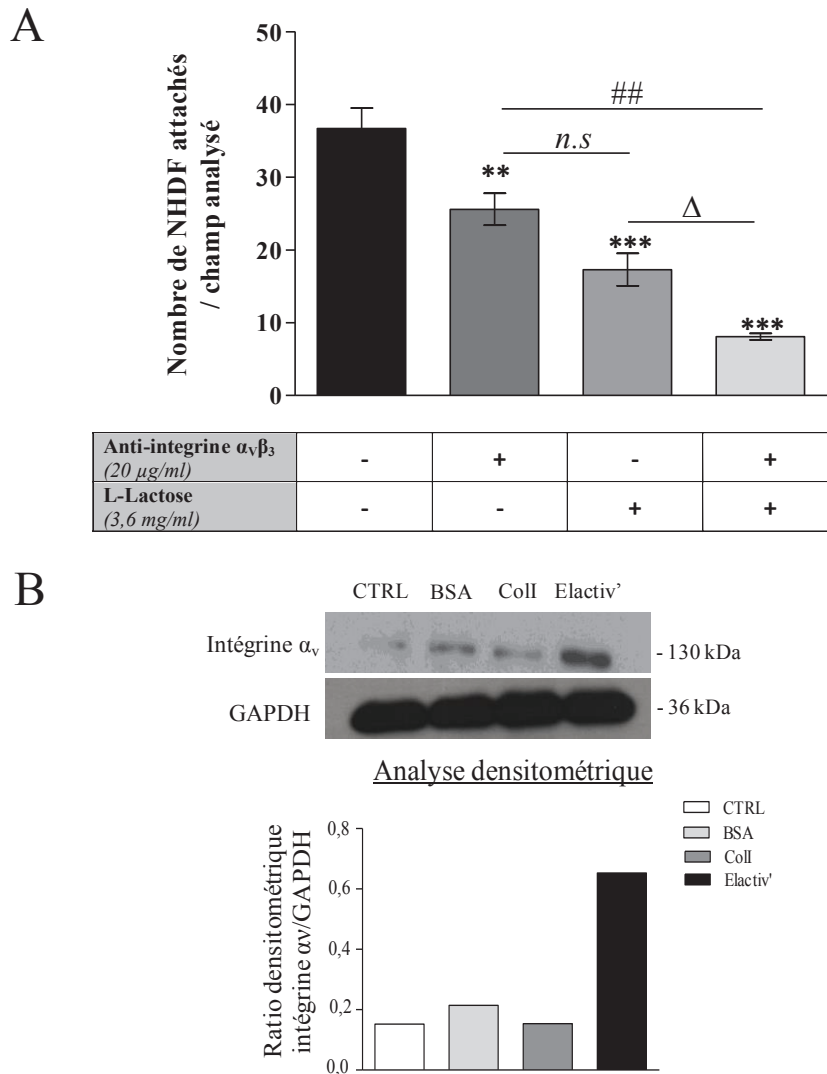 A
Nombre de NHDF attachés
/ champ analysé
50
40
30
20
10
0
##
n.s
**
Δ
***
***
Anti-integrine αVβ3
(20 µg/ml)
- + - +
L-Lactose
(3,6 mg/ml)
- - + +
B
CTRL BSA ColI Elactiv'
Intégrine αv
- 130 kDa
GAPDH
- 36 kDa
Analyse densitométrique
Ratio densitométrique
intégrine αv/GAPDH
0,8
0,6
0,4
0,2
0,0
CTRL
BSA
ColI
Elactiv'